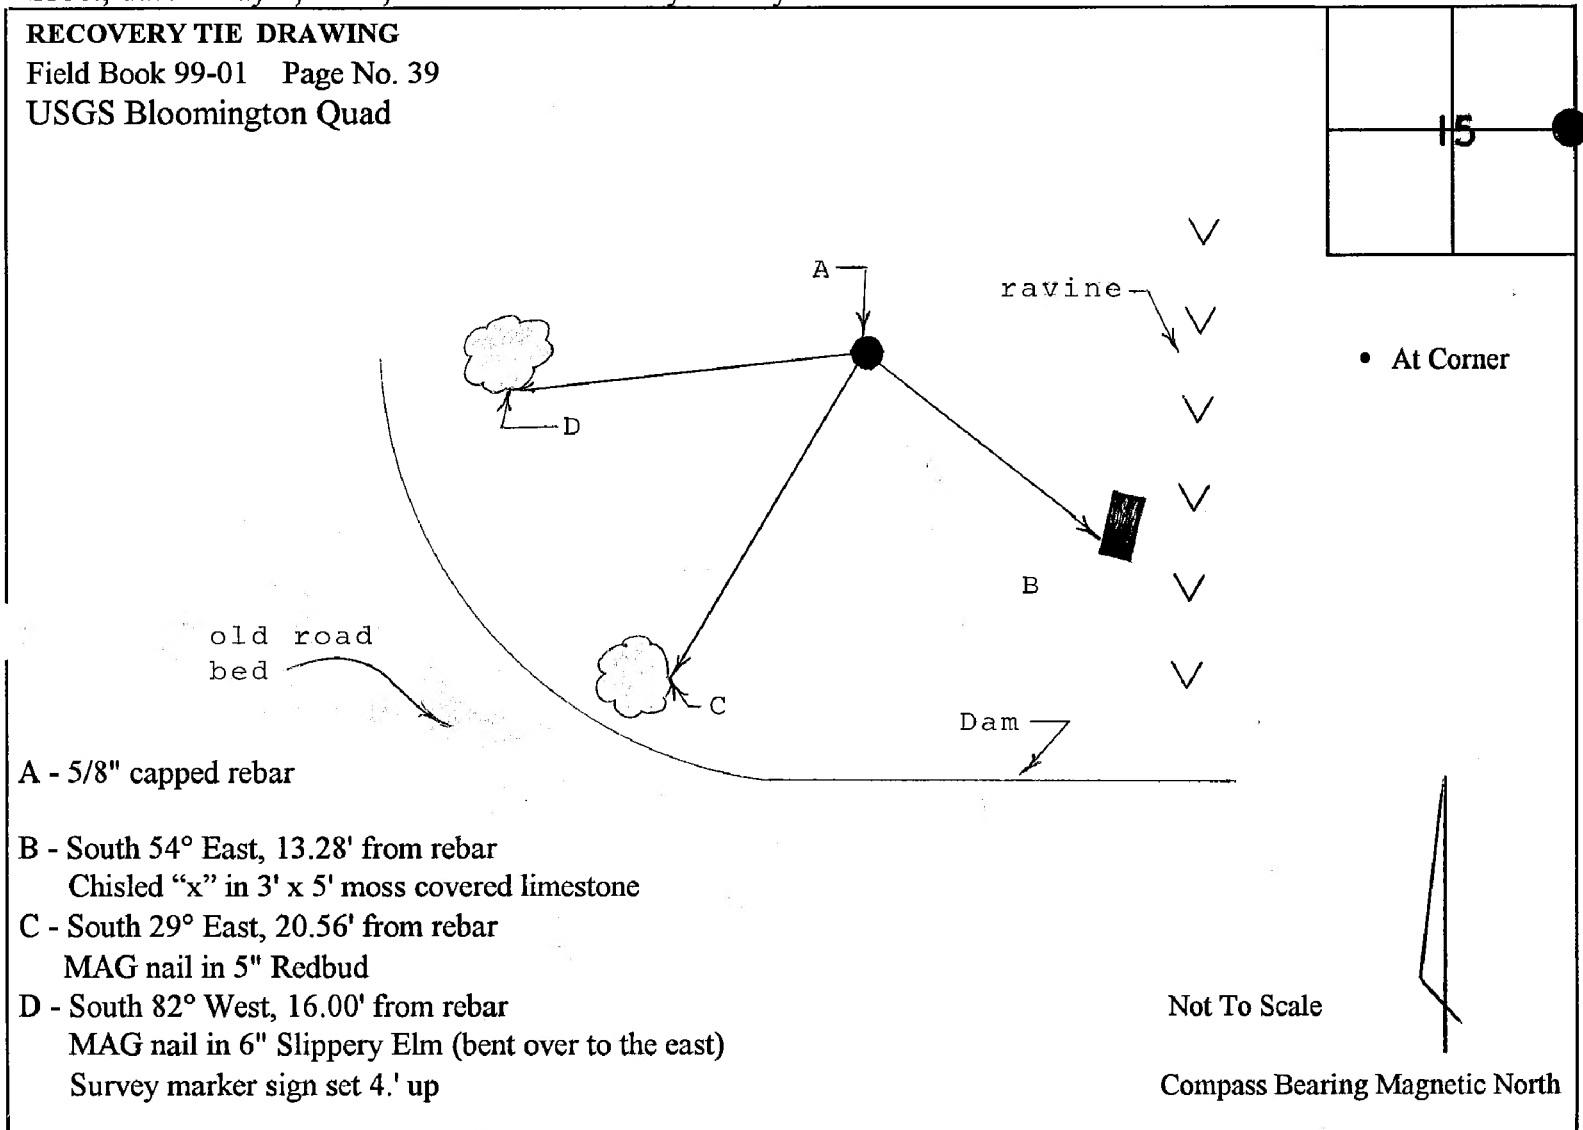 RECOVERY TIE DRAWING
Field Book 99-01 Page No. 39
USGS Bloomington Quad
15
A
ravine
• At Corner
D
B
old road
bed
C
Dam
A - 5/8" capped rebar
B - South 54° East, 13.28' from rebar
Chisled “x” in 3' x 5' moss covered limestone
C - South 29° East, 20.56' from rebar
MAG nail in 5" Redbud
D - South 82° West, 16.00' from rebar
MAG nail in 6" Slippery Elm (bent over to the east)
Survey marker sign set 4.' up
Not To Scale
Compass Bearing Magnetic North